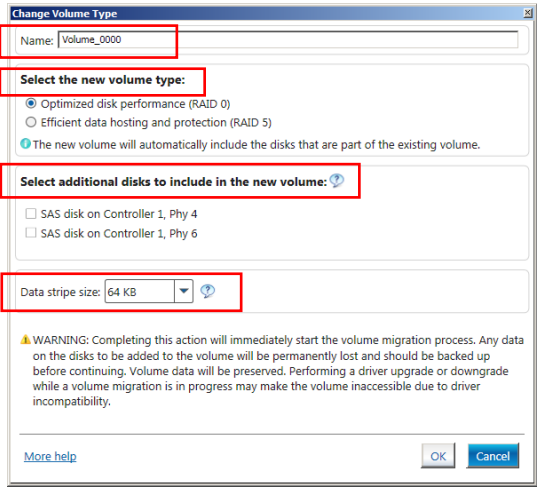 Change Volume Type
Name: Volume_0000
Select the new volume type:
Optimized disk performance (RAID 0)
Efficient data hosting and protection (RAID 5)
The new volume will automatically include the disks that are part of the existing volume.
Select additional disks to include in the new volume:
SAS disk on Controller 1, Phy 4
SAS disk on Controller 1, Phy 6
Data stripe size: 64 KB
WARNING: Completing this action will immediately start the volume migration process. Any data
on the disks to be added to the volume will be permanently lost and should be backed up
before continuing. Volume data will be preserved. Performing a driver upgrade or downgrade
while a volume migration is in progress may make the volume inaccessible due to driver
incompatibility.
More help
OK
Cancel